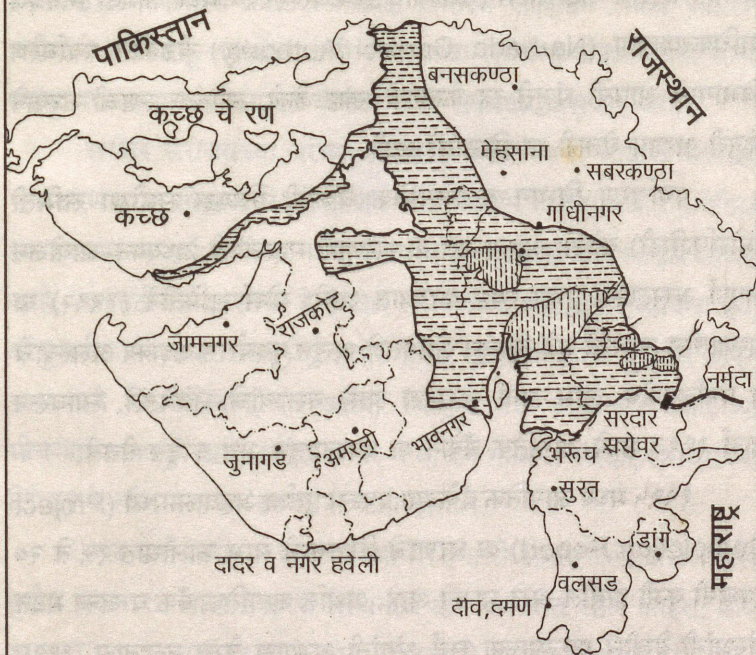 पाकिस्तान
राजस्थान
बनसकण्ठा
कच्छ चे रण
मेहसाना
सबरकण्ठा
कच्छ
गांधीनगर
राजकोट
जामनगर
नर्मदा
सरदार
सरोवर
भावनगर
अमरेली
जुनागड
भरूच
सुरत
डांग
महाराष्ट्र
दादर व नगर हवेली
वलसड
दीव,दमण